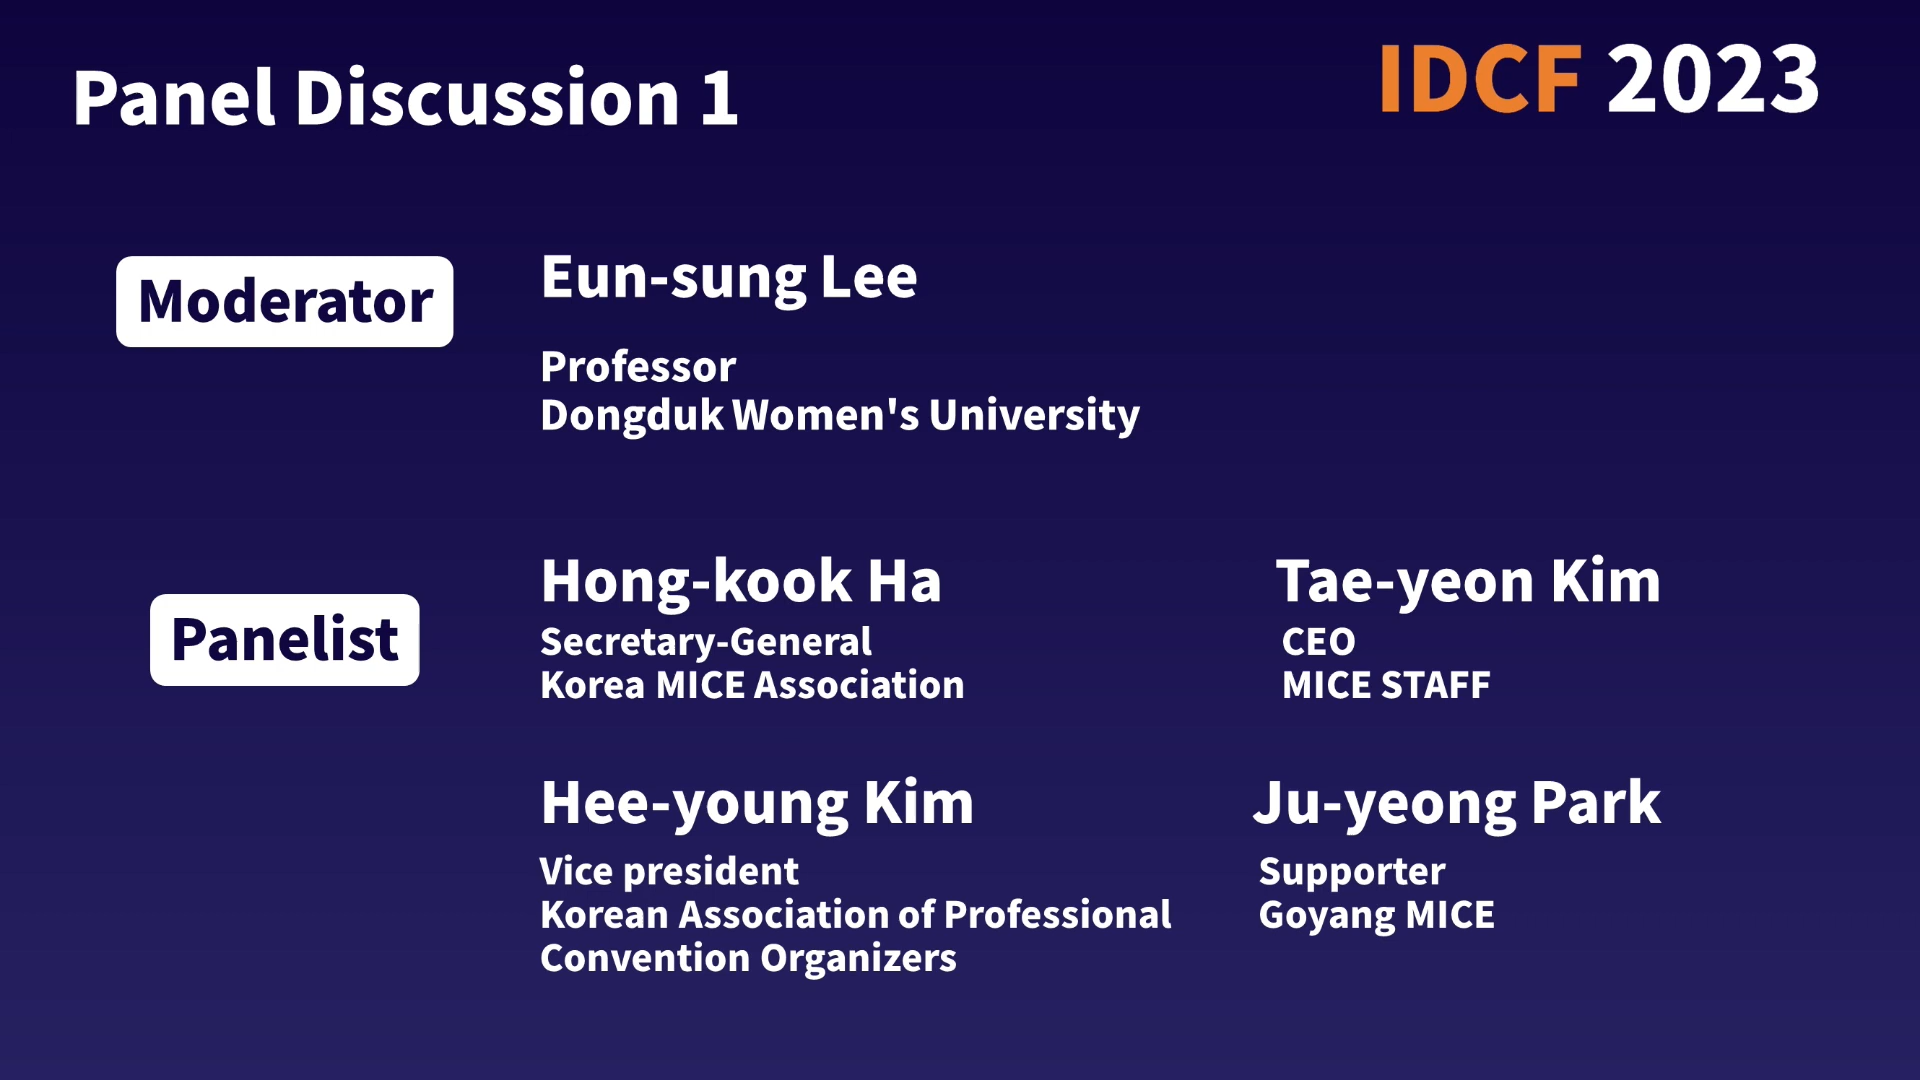 Panel Discussion 1
IDCF 2023
Moderator
Eun-sung Lee
Professor
Dongduk Women's University
Panelist
Hong-kook Ha
Secretary-General
Korea MICE Association
Tae-yeon Kim
CEO
MICE STAFF
Hee-young Kim
Vice president
Korean Association of Professional
Convention Organizers
Ju-yeong Park
Supporter
Goyang MICE